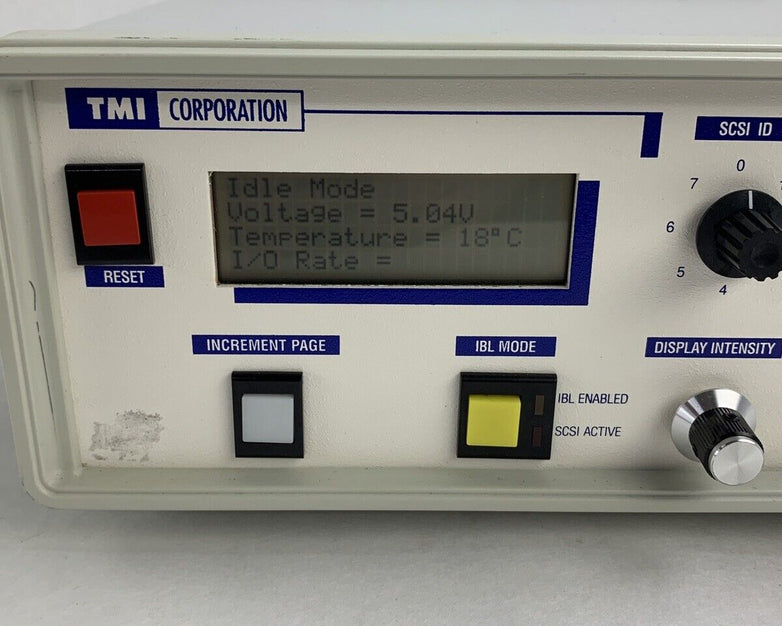 TMI CORPORATION
SCSI ID
0
7
6
5
4
Idle Mode
Voltage = 5.04V
Temperature = 18°C
I/O Rate =
RESET
INCREMENT PAGE
IBL MODE
DISPLAY INTENSITY
IBL ENABLED
SCSI ACTIVE